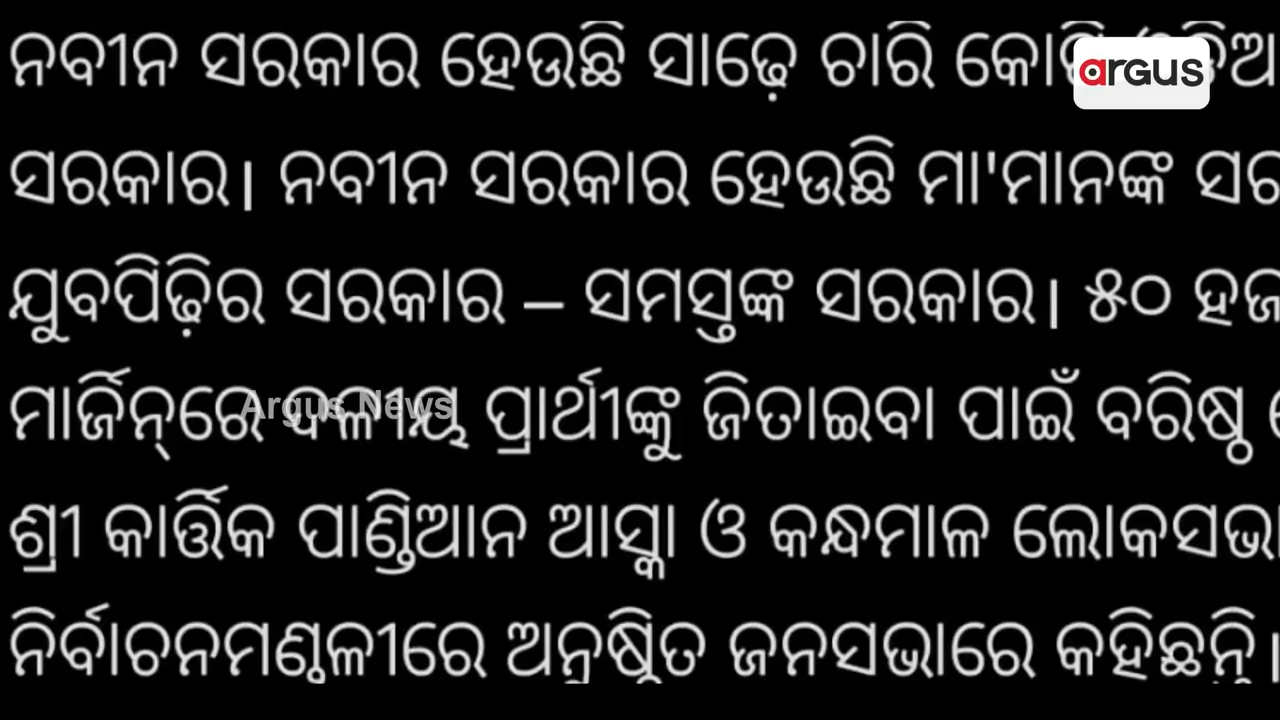 ନବୀନ ସରକାର ହେଉଛି ସାଢ଼େ ଚାରି
argus
ସରକାର। ନବୀନ ସରକାର ହେଉଛି ମା'ମାନଙ୍କ
ଯୁବପିଢ଼ିର ସରକାର – ସମସ୍ତଙ୍କ ସରକାର। ୫୦
ମାର୍ଜିନ୍‌ରେ ଦଳୀୟ ପ୍ରାର୍ଥୀଙ୍କୁ ଜିତାଇବା ପାଇଁ ବରିଷ୍ଠ
Argus News
ଶ୍ରୀ କାର୍ତ୍ତିକ ପାଣ୍ଡିଆନ ଆସ୍କା ଓ କନ୍ଧମାଳ ଲୋକସଭା
ନିର୍ବାଚନମଣ୍ଡଳୀରେ ଅନୁଷ୍ଠିତ ଜନସଭାରେ କହିଛନ୍ତି।